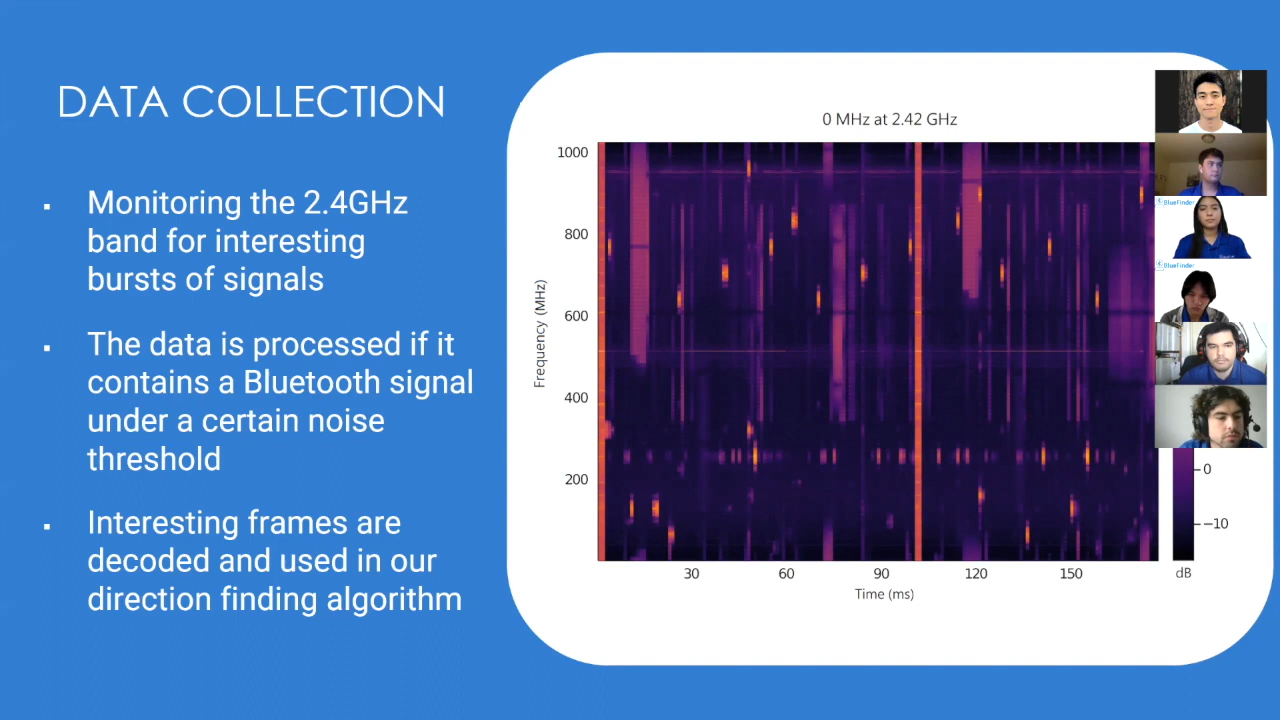 DATA COLLECTION
▪ Monitoring the 2.4GHz
band for interesting
bursts of signals
▪ The data is processed if it
contains a Bluetooth signal
under a certain noise
threshold
▪ Interesting frames are
decoded and used in our
direction finding algorithm
0 MHz at 2.42 GHz
Frequency (MHz)
1000
800
600
400
200
30 60 90 120 150
Time (ms)
0
−10
dB
BlueFinder
BlueFinder